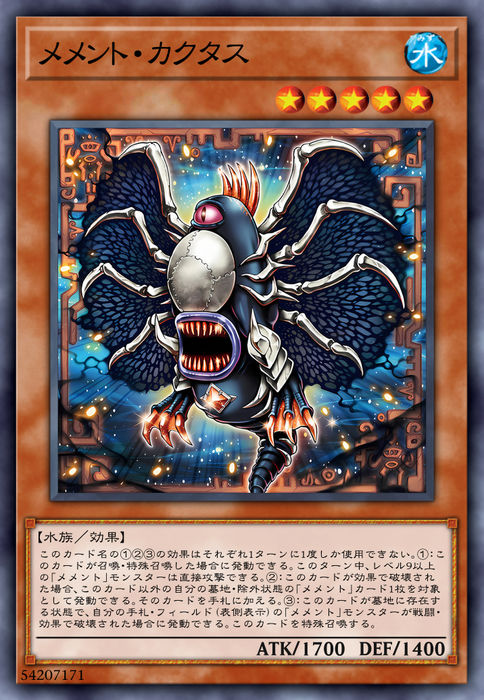 メメント・カクタス
みず
水
【水族／効果】
このカード名の①②③の効果はそれぞれ1ターンに1度しか使用できない。①：こ
のカードが召喚・特殊召喚した場合に発動できる。このターン中、レベル9以上
の「メメント」モンスターは直接攻撃できる。②：このカードが効果で破壊され
た場合、このカード以外の自分の墓地・除外状態の「メメント」カード1枚を対象
として発動できる。そのカードを手札に加える。③：このカードが墓地に存在す
る状態で、自分の手札・フィールド（表側表示）の「メメント」モンスターが戦闘・
効果で破壊された場合に発動できる。このカードを特殊召喚する。
ATK/1700 DEF/1400
54207171